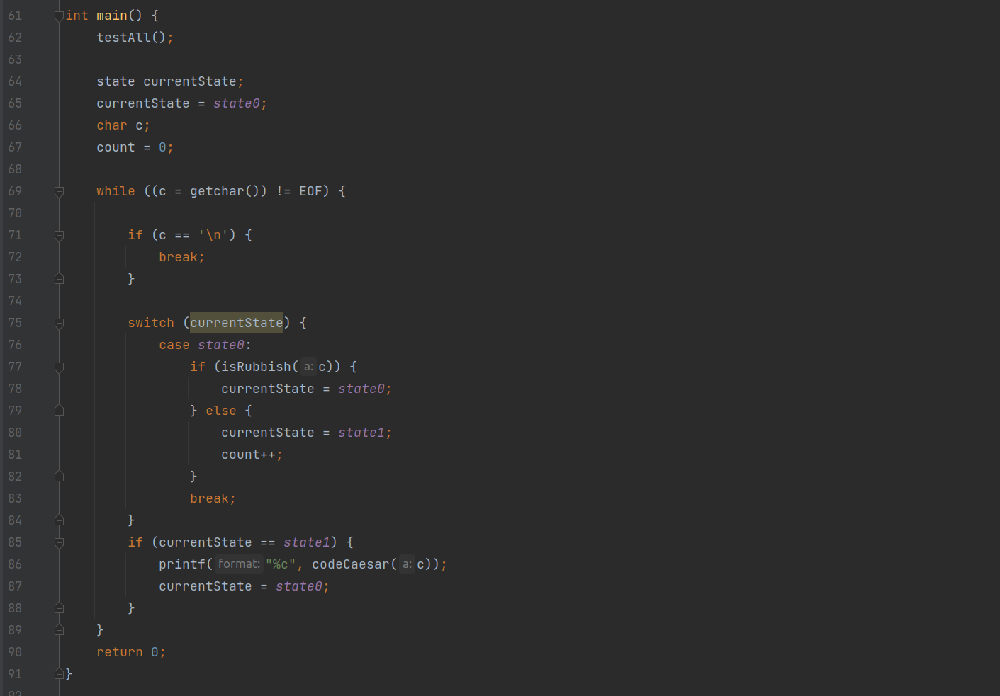 61 int main() {
62     testAll();
63
64     state currentState;
65     currentState = state0;
66     char c;
67     count = 0;
68
69     while ((c = getchar()) != EOF) {
70
71         if (c == '\n') {
72             break;
73         }
74
75         switch (currentState) {
76             case state0:
77                 if (isRubbish( a: c)) {
78                     currentState = state0;
79                 } else {
80                     currentState = state1;
81                     count++;
82                 }
83                 break;
84         }
85         if (currentState == state1) {
86             printf( format: "%c", codeCaesar( a: c));
87             currentState = state0;
88         }
89     }
90     return 0;
91 }
92